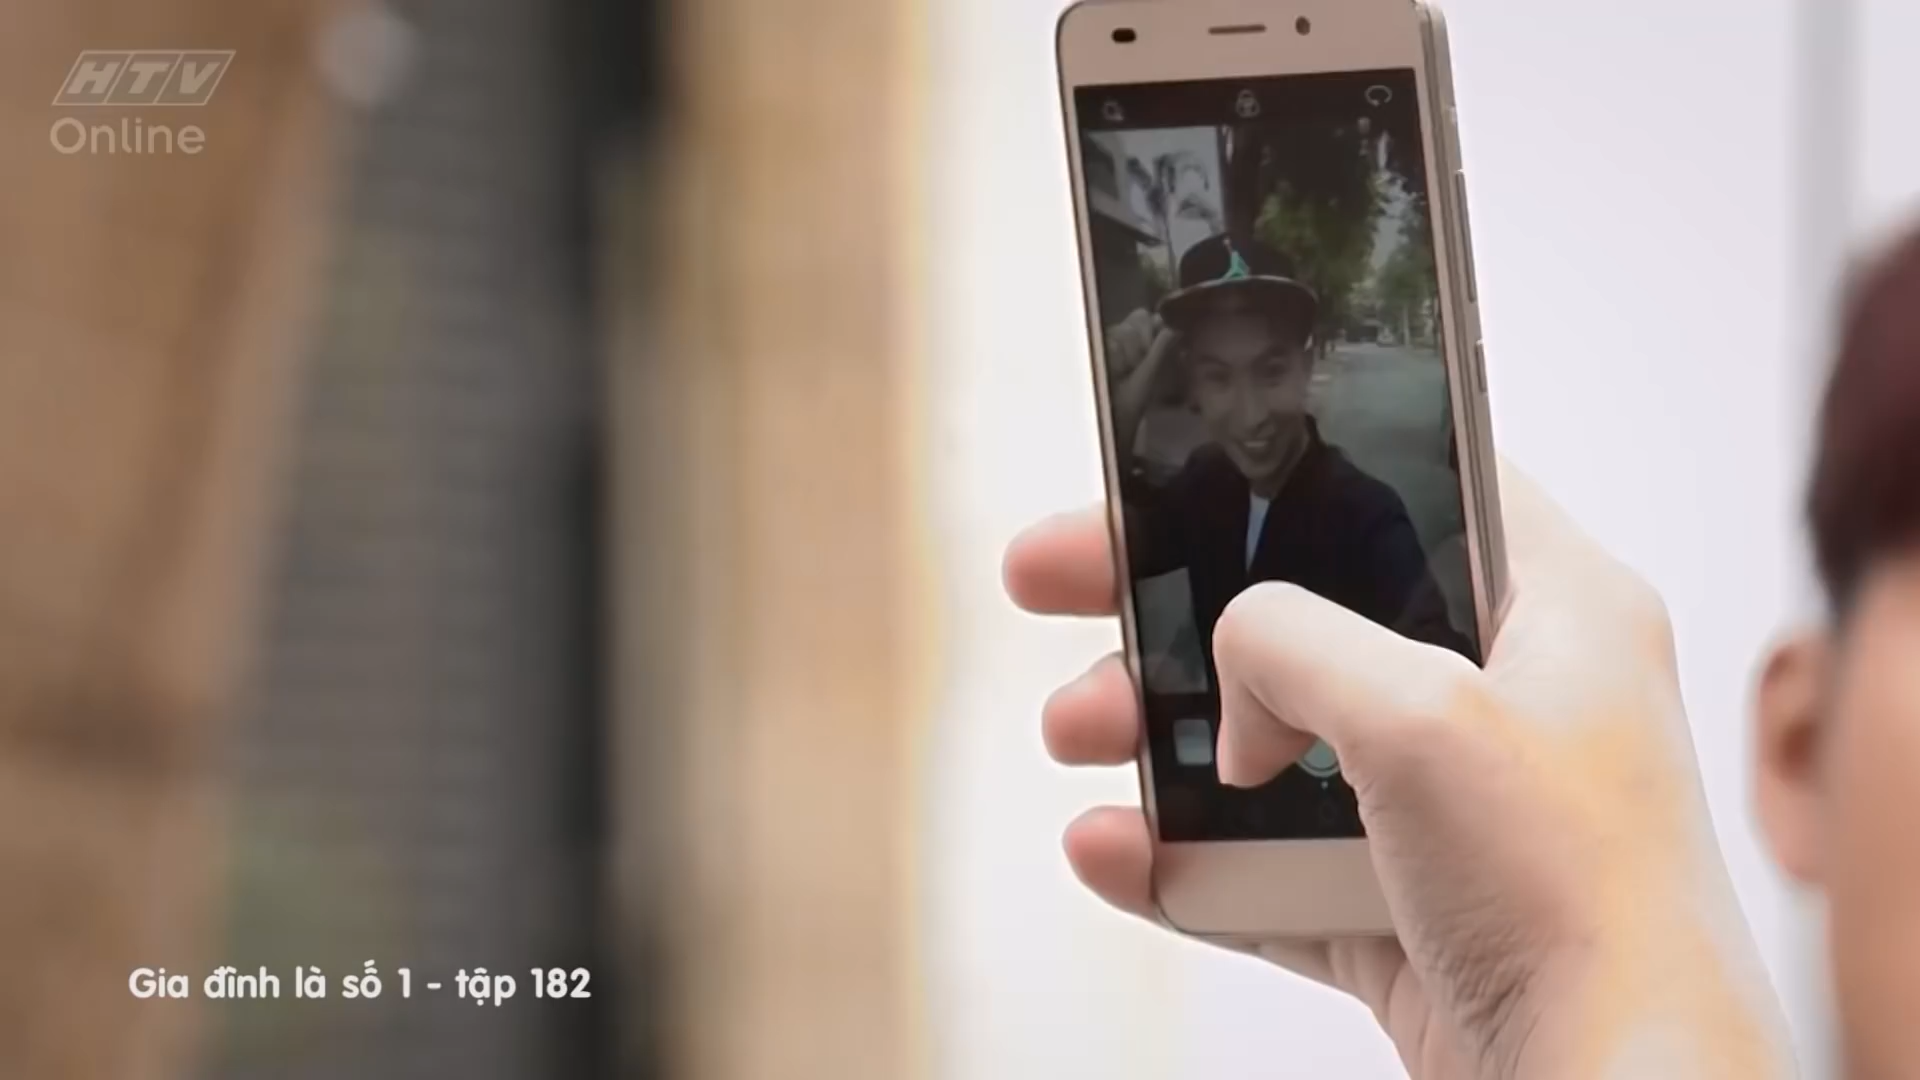 HTV
Online
Gia đình là số 1 - tập 182